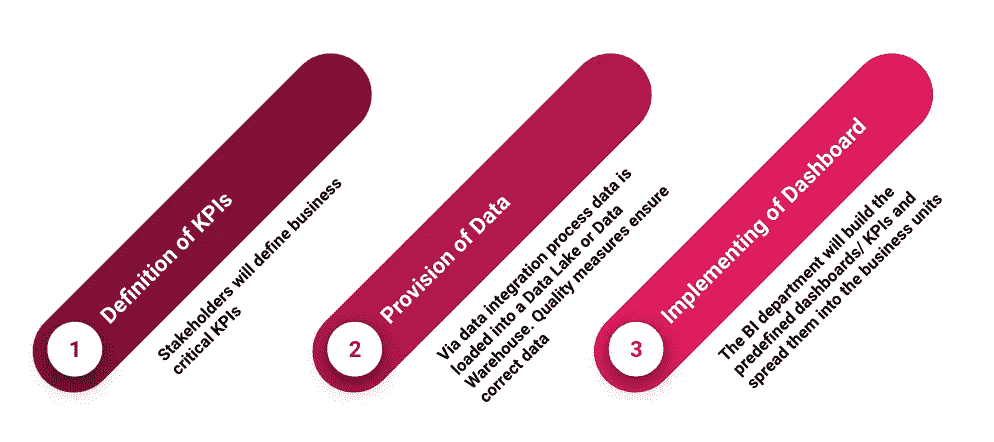 1
Definition of KPIs
Stakeholders will define business
critical KPIs
2
Provision of Data
Via data integration process data is
loaded into a Data Lake or Data
Warehouse. Quality measures ensure
correct data
3
Implementing of Dashboard
The BI department will build the
predefined dashboards/ KPIs and
spread them into the business units